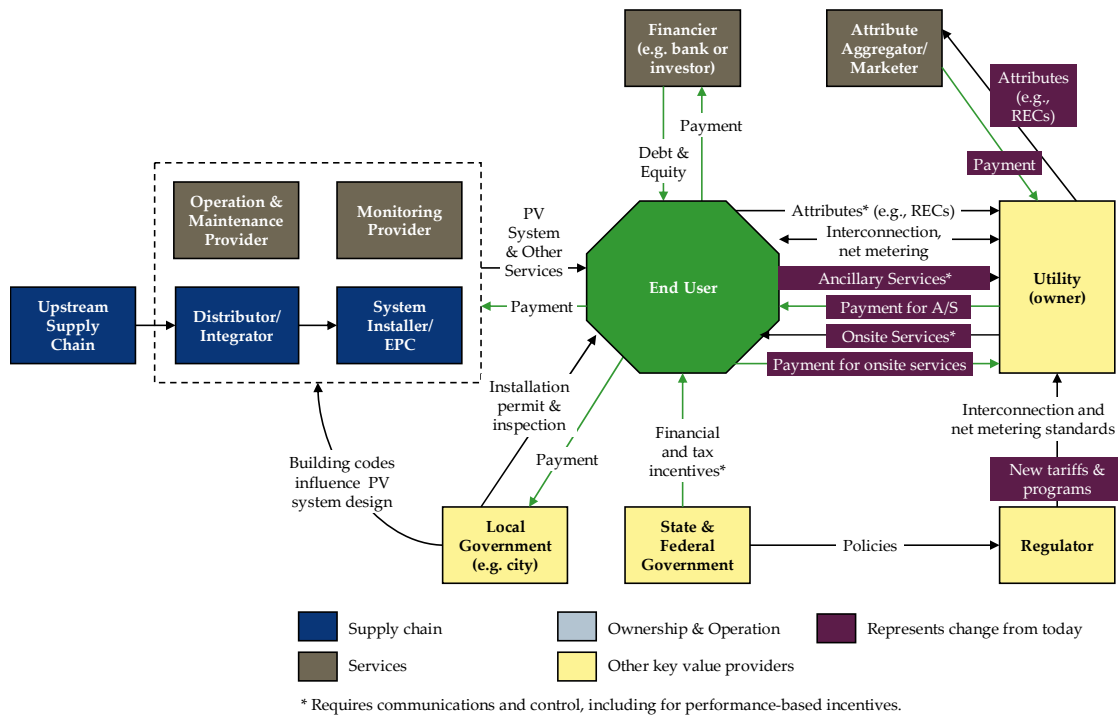 Financier
(e.g. bank or
investor)
Attribute
Aggregator/
Marketer
Attributes
(e.g.,
RECs)
Payment
Debt &
Equity
Payment
Operation &
Maintenance
Provider
Monitoring
Provider
PV
System
& Other
Services
Payment
Upstream
Supply
Chain
Distributor/
Integrator
System
Installer/
EPC
End User
Attributes* (e.g., RECs)
Interconnection,
net metering
Ancillary Services*
Payment for A/S
Onsite Services*
Payment for onsite services
Utility
(owner)
Installation
permit &
inspection
Payment
Financial
and tax
incentives*
Interconnection and
net metering standards
New tariffs &
programs
Building codes
influence PV
system design
Local
Government
(e.g. city)
State &
Federal
Government
Policies
Regulator
Supply chain
Ownership & Operation
Represents change from today
Services
Other key value providers
* Requires communications and control, including for performance-based incentives.